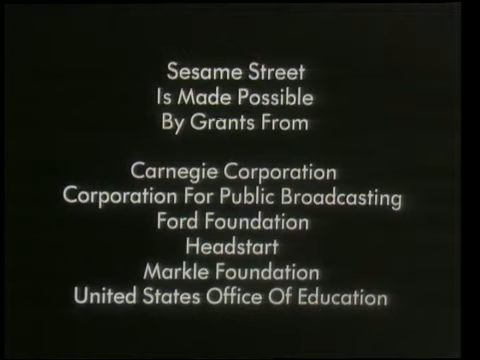 Sesame Street
Is Made Possible
By Grants From
Carnegie Corporation
Corporation For Public Broadcasting
Ford Foundation
Headstart
Markle Foundation
United States Office Of Education